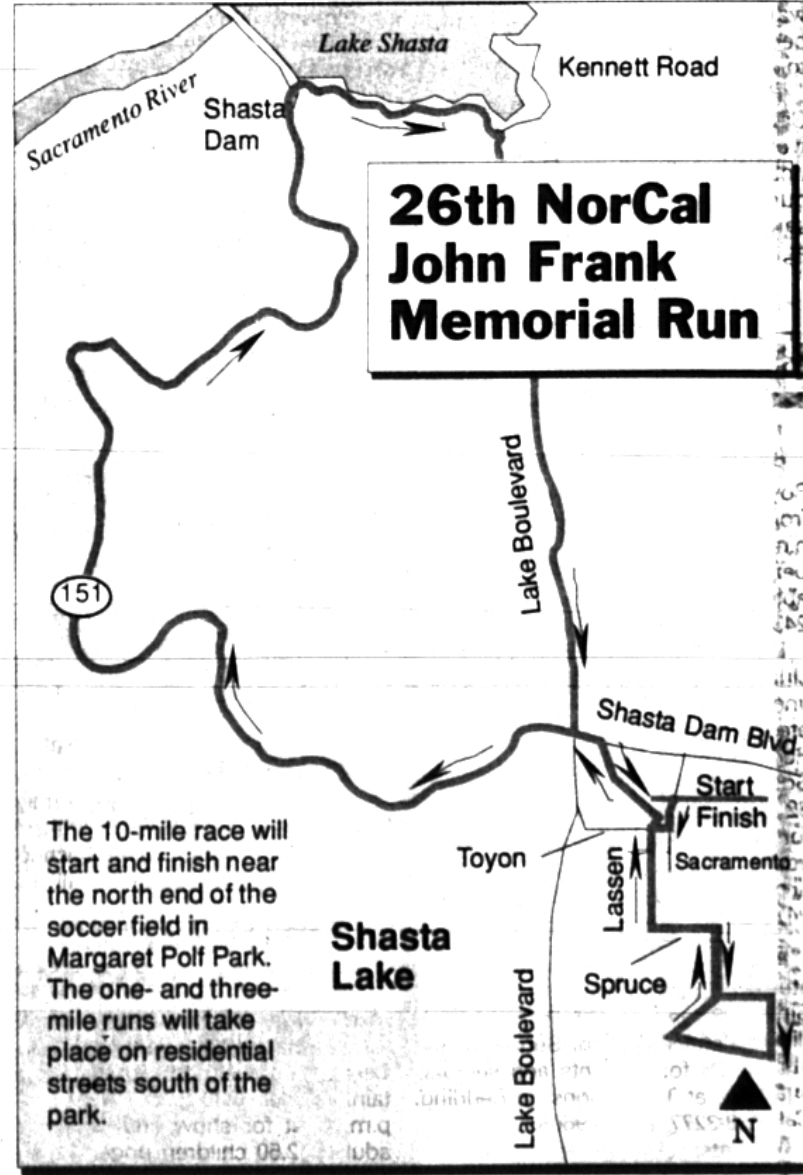 Lake Shasta
Kennett Road
Sacramento River
Shasta
Dam
26th NorCal
John Frank
Memorial Run
Lake Boulevard
151
Shasta Dam Blvd
Start
Finish
Toyon
Lassen
Sacramento
The 10-mile race will
start and finish near
the north end of the
soccer field in
Margaret Polf Park.
The one- and three-
mile runs will take
place on residential
streets south of the
park.
Shasta
Lake
Spruce
Lake Boulevard
N